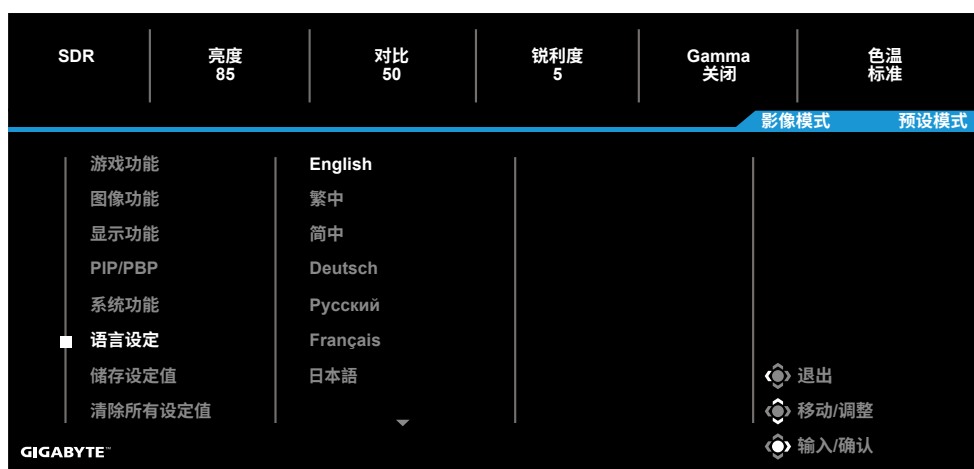 SDR
亮度
85
对比
50
锐利度
5
Gamma
关闭
色温
标准
影像模式 预设模式
游戏功能
图像功能
显示功能
PIP/PBP
系统功能
语言设定
储存设定值
清除所有设定值
English
繁中
简中
Deutsch
Русский
Français
日本語
退出
移动/调整
输入/确认
GIGABYTE™